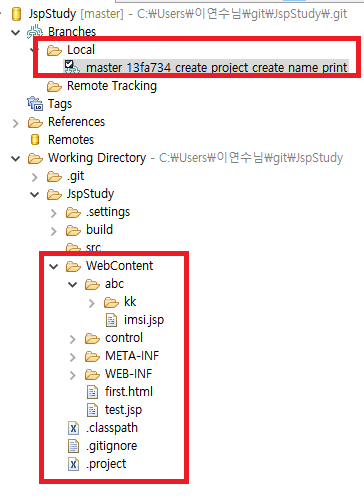 JspStudy [master] - C:₩Users₩이연수님₩git₩JspStudy₩.git
Branches
Local
master 13fa734 create project create name print
Remote Tracking
Tags
References
Remotes
Working Directory - C:₩Users₩이연수님₩git₩JspStudy
.git
JspStudy
.settings
build
src
WebContent
abc
kk
imsi.jsp
control
META-INF
WEB-INF
first.html
test.jsp
.classpath
.gitignore
.project